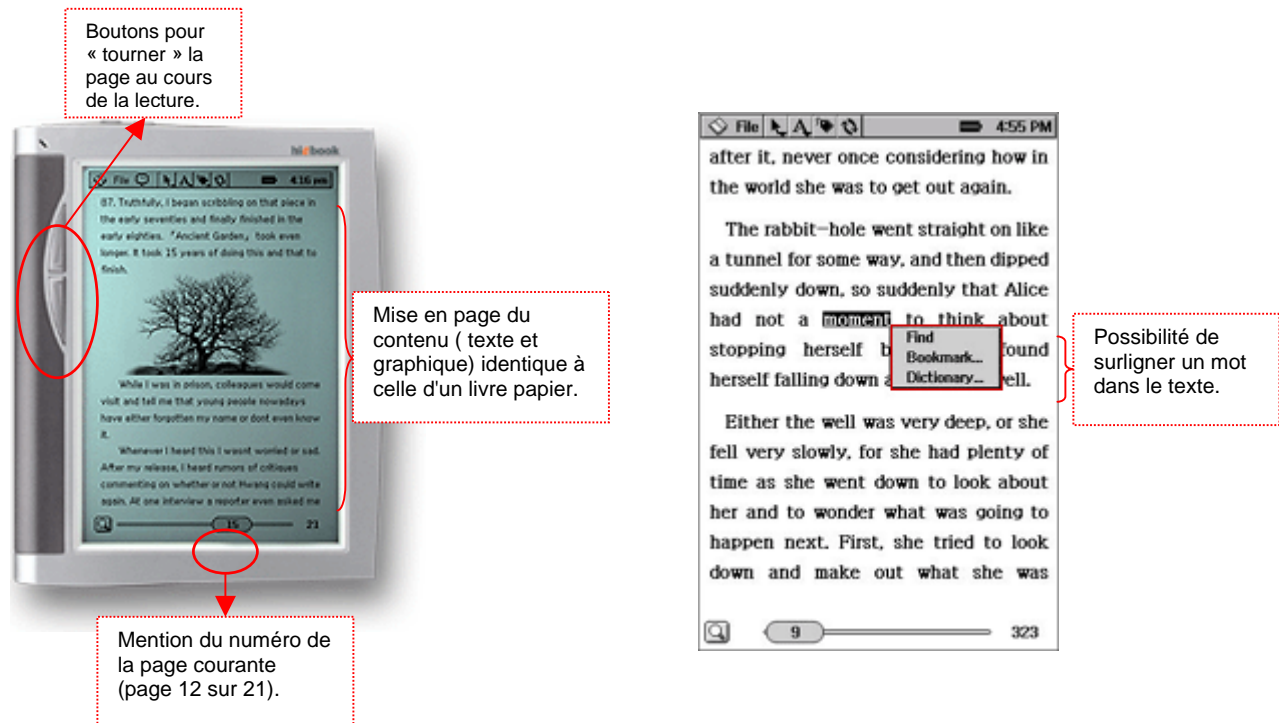 Boutons pour
« tourner » la
page au cours
de la lecture.
hiebook
File 4:16 pm
87. Truthfully, I began scribbling on that piece in
the early seventies and finally finished in the
early eighties. 「Ancient Garden」 took even
longer. It took 15 years of doing this and that to
finish.
While I was in prison, colleagues would come
visit and tell me that young people nowadays
have either forgotten my name or dont even know
it.
Whenever I heard this I wasnt worried or sad.
After my release, I heard rumors of critiques
commenting on whether or not Hwang could write
again. At one interview a reporter even asked me
15 21
Mise en page du
contenu ( texte et
graphique) identique à
celle d'un livre papier.
Mention du numéro de
la page courante
(page 12 sur 21).
File A 4:55 PM
after it, never once considering how in
the world she was to get out again.
The rabbit-hole went straight on like
a tunnel for some way, and then dipped
suddenly down, so suddenly that Alice
had not a moment to think about
stopping herself b found
herself falling down a ell.
Find
Bookmark...
Dictionary...
Either the well was very deep, or she
fell very slowly, for she had plenty of
time as she went down to look about
her and to wonder what was going to
happen next. First, she tried to look
down and make out what she was
9 323
Possibilité de
surligner un mot
dans le texte.